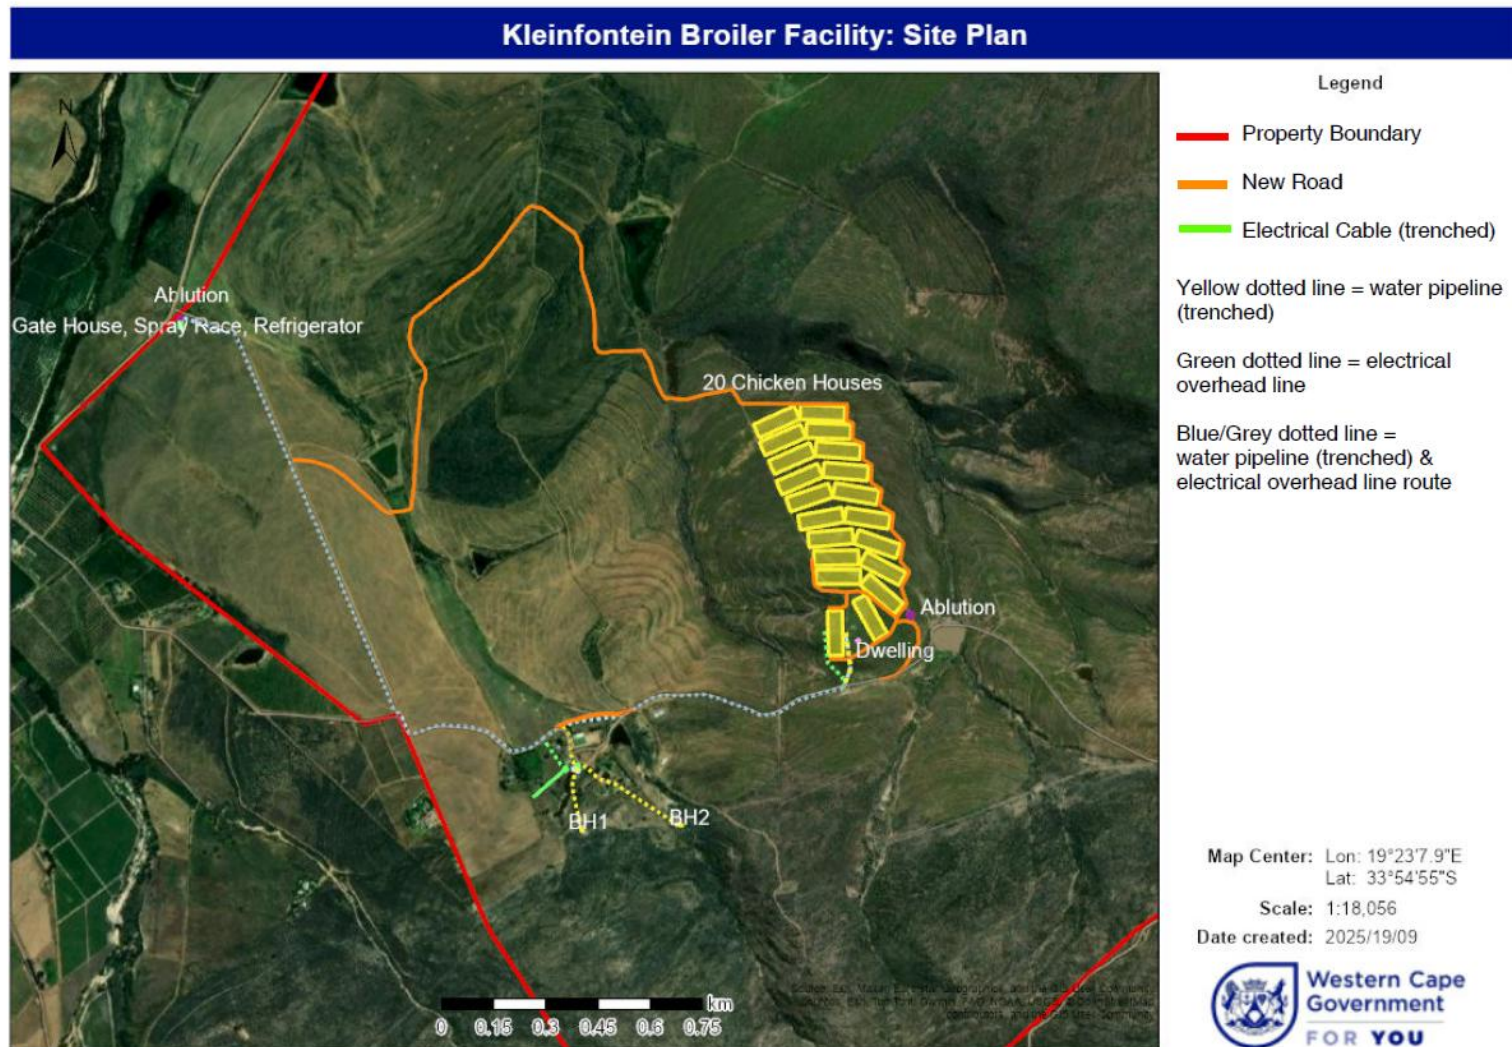 Kleinfontein Broiler Facility: Site Plan
N
Ablution
Gate House, Spray Race, Refrigerator
20 Chicken Houses
Ablution
Dwelling
BH1
BH2
km
0 0.15 0.3 0.45 0.6 0.75
Legend
Property Boundary
New Road
Electrical Cable (trenched)
Yellow dotted line = water pipeline
(trenched)
Green dotted line = electrical
overhead line
Blue/Grey dotted line =
water pipeline (trenched) &
electrical overhead line route
Map Center: Lon: 19°23'7.9"E
Lat: 33°54'55"S
Scale: 1:18,056
Date created: 2025/19/09
Western Cape
Government
FOR YOU